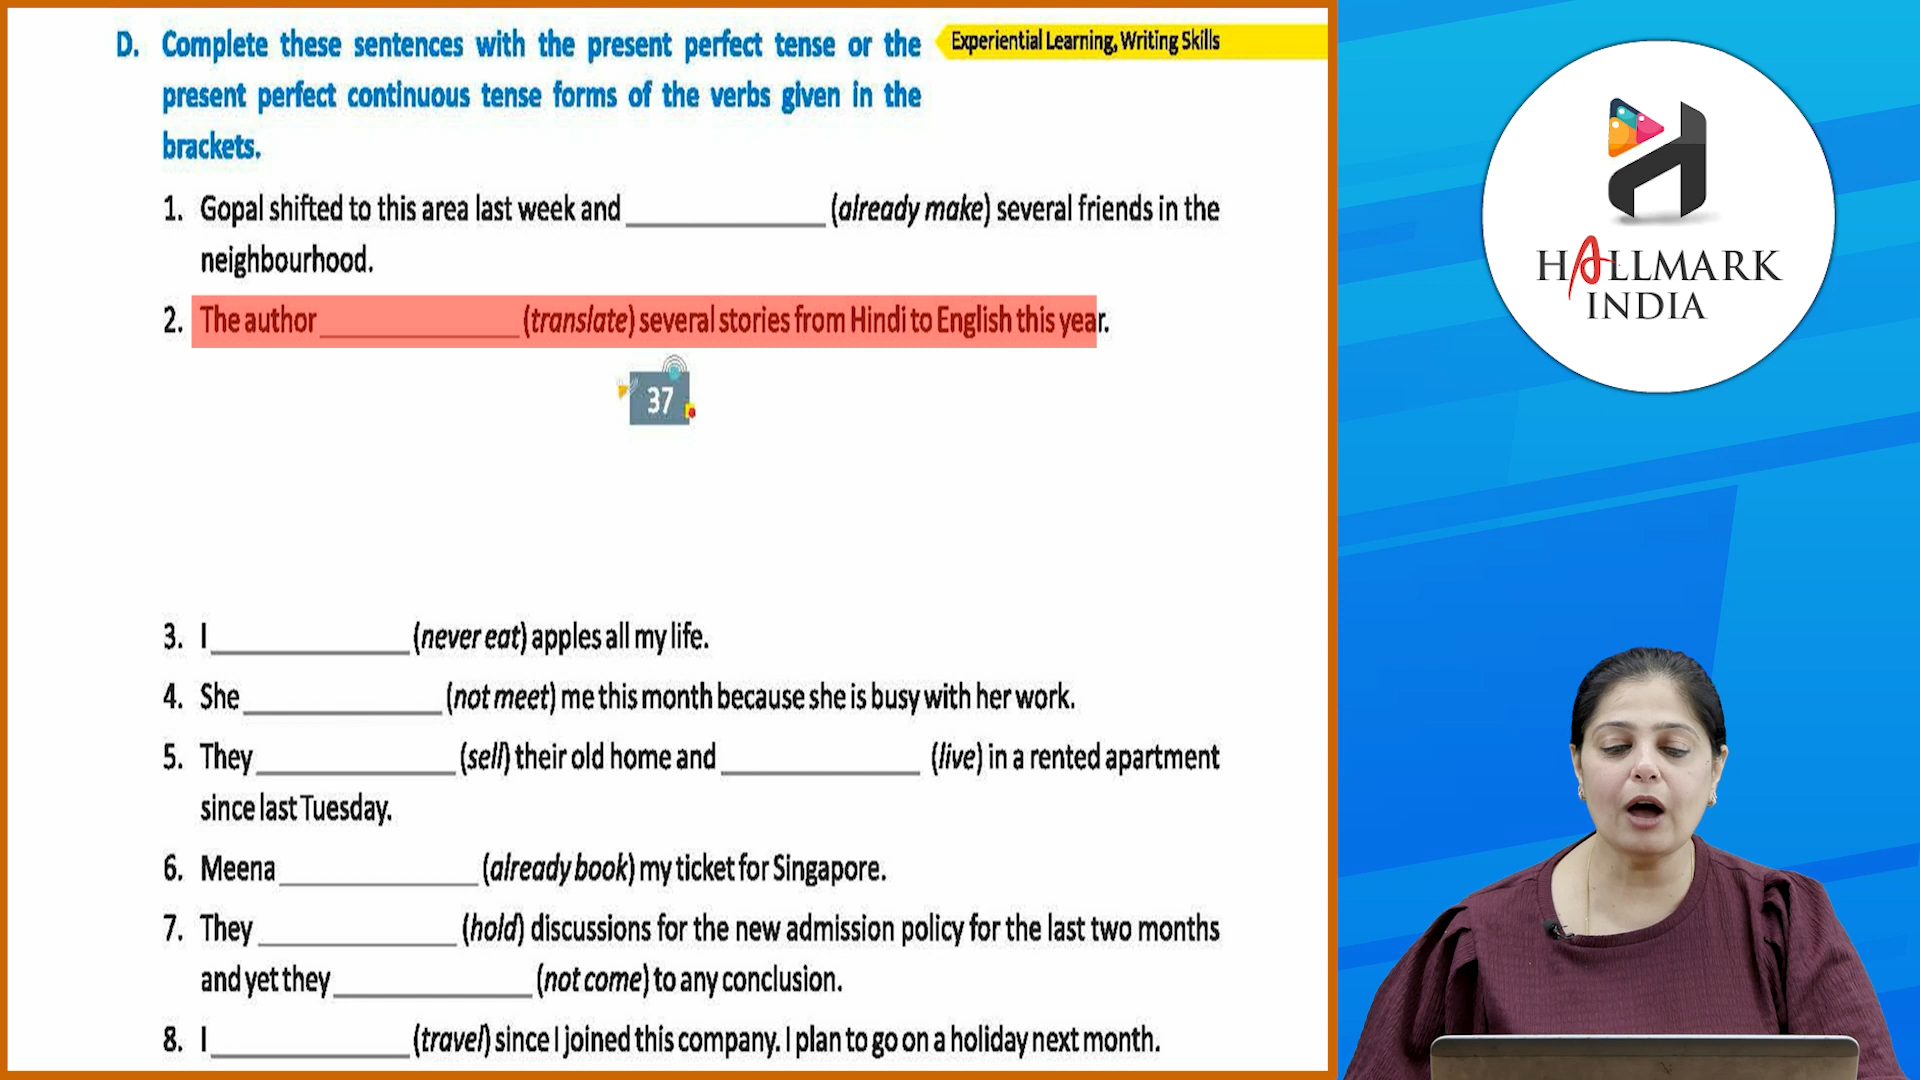 D. Complete these sentences with the present perfect tense or the
present perfect continuous tense forms of the verbs given in the
brackets.
Experiential Learning, Writing Skills
1. Gopal shifted to this area last week and ____________ (already make) several friends in the
neighbourhood.
2. The author ____________ (translate) several stories from Hindi to English this year.
37
3. I ____________ (never eat) apples all my life.
4. She ____________ (not meet) me this month because she is busy with her work.
5. They ____________ (sell) their old home and ____________ (live) in a rented apartment
since last Tuesday.
6. Meena ____________ (already book) my ticket for Singapore.
7. They ____________ (hold) discussions for the new admission policy for the last two months
and yet they ____________ (not come) to any conclusion.
8. I ____________ (travel) since I joined this company. I plan to go on a holiday next month.
HALLMARK
INDIA